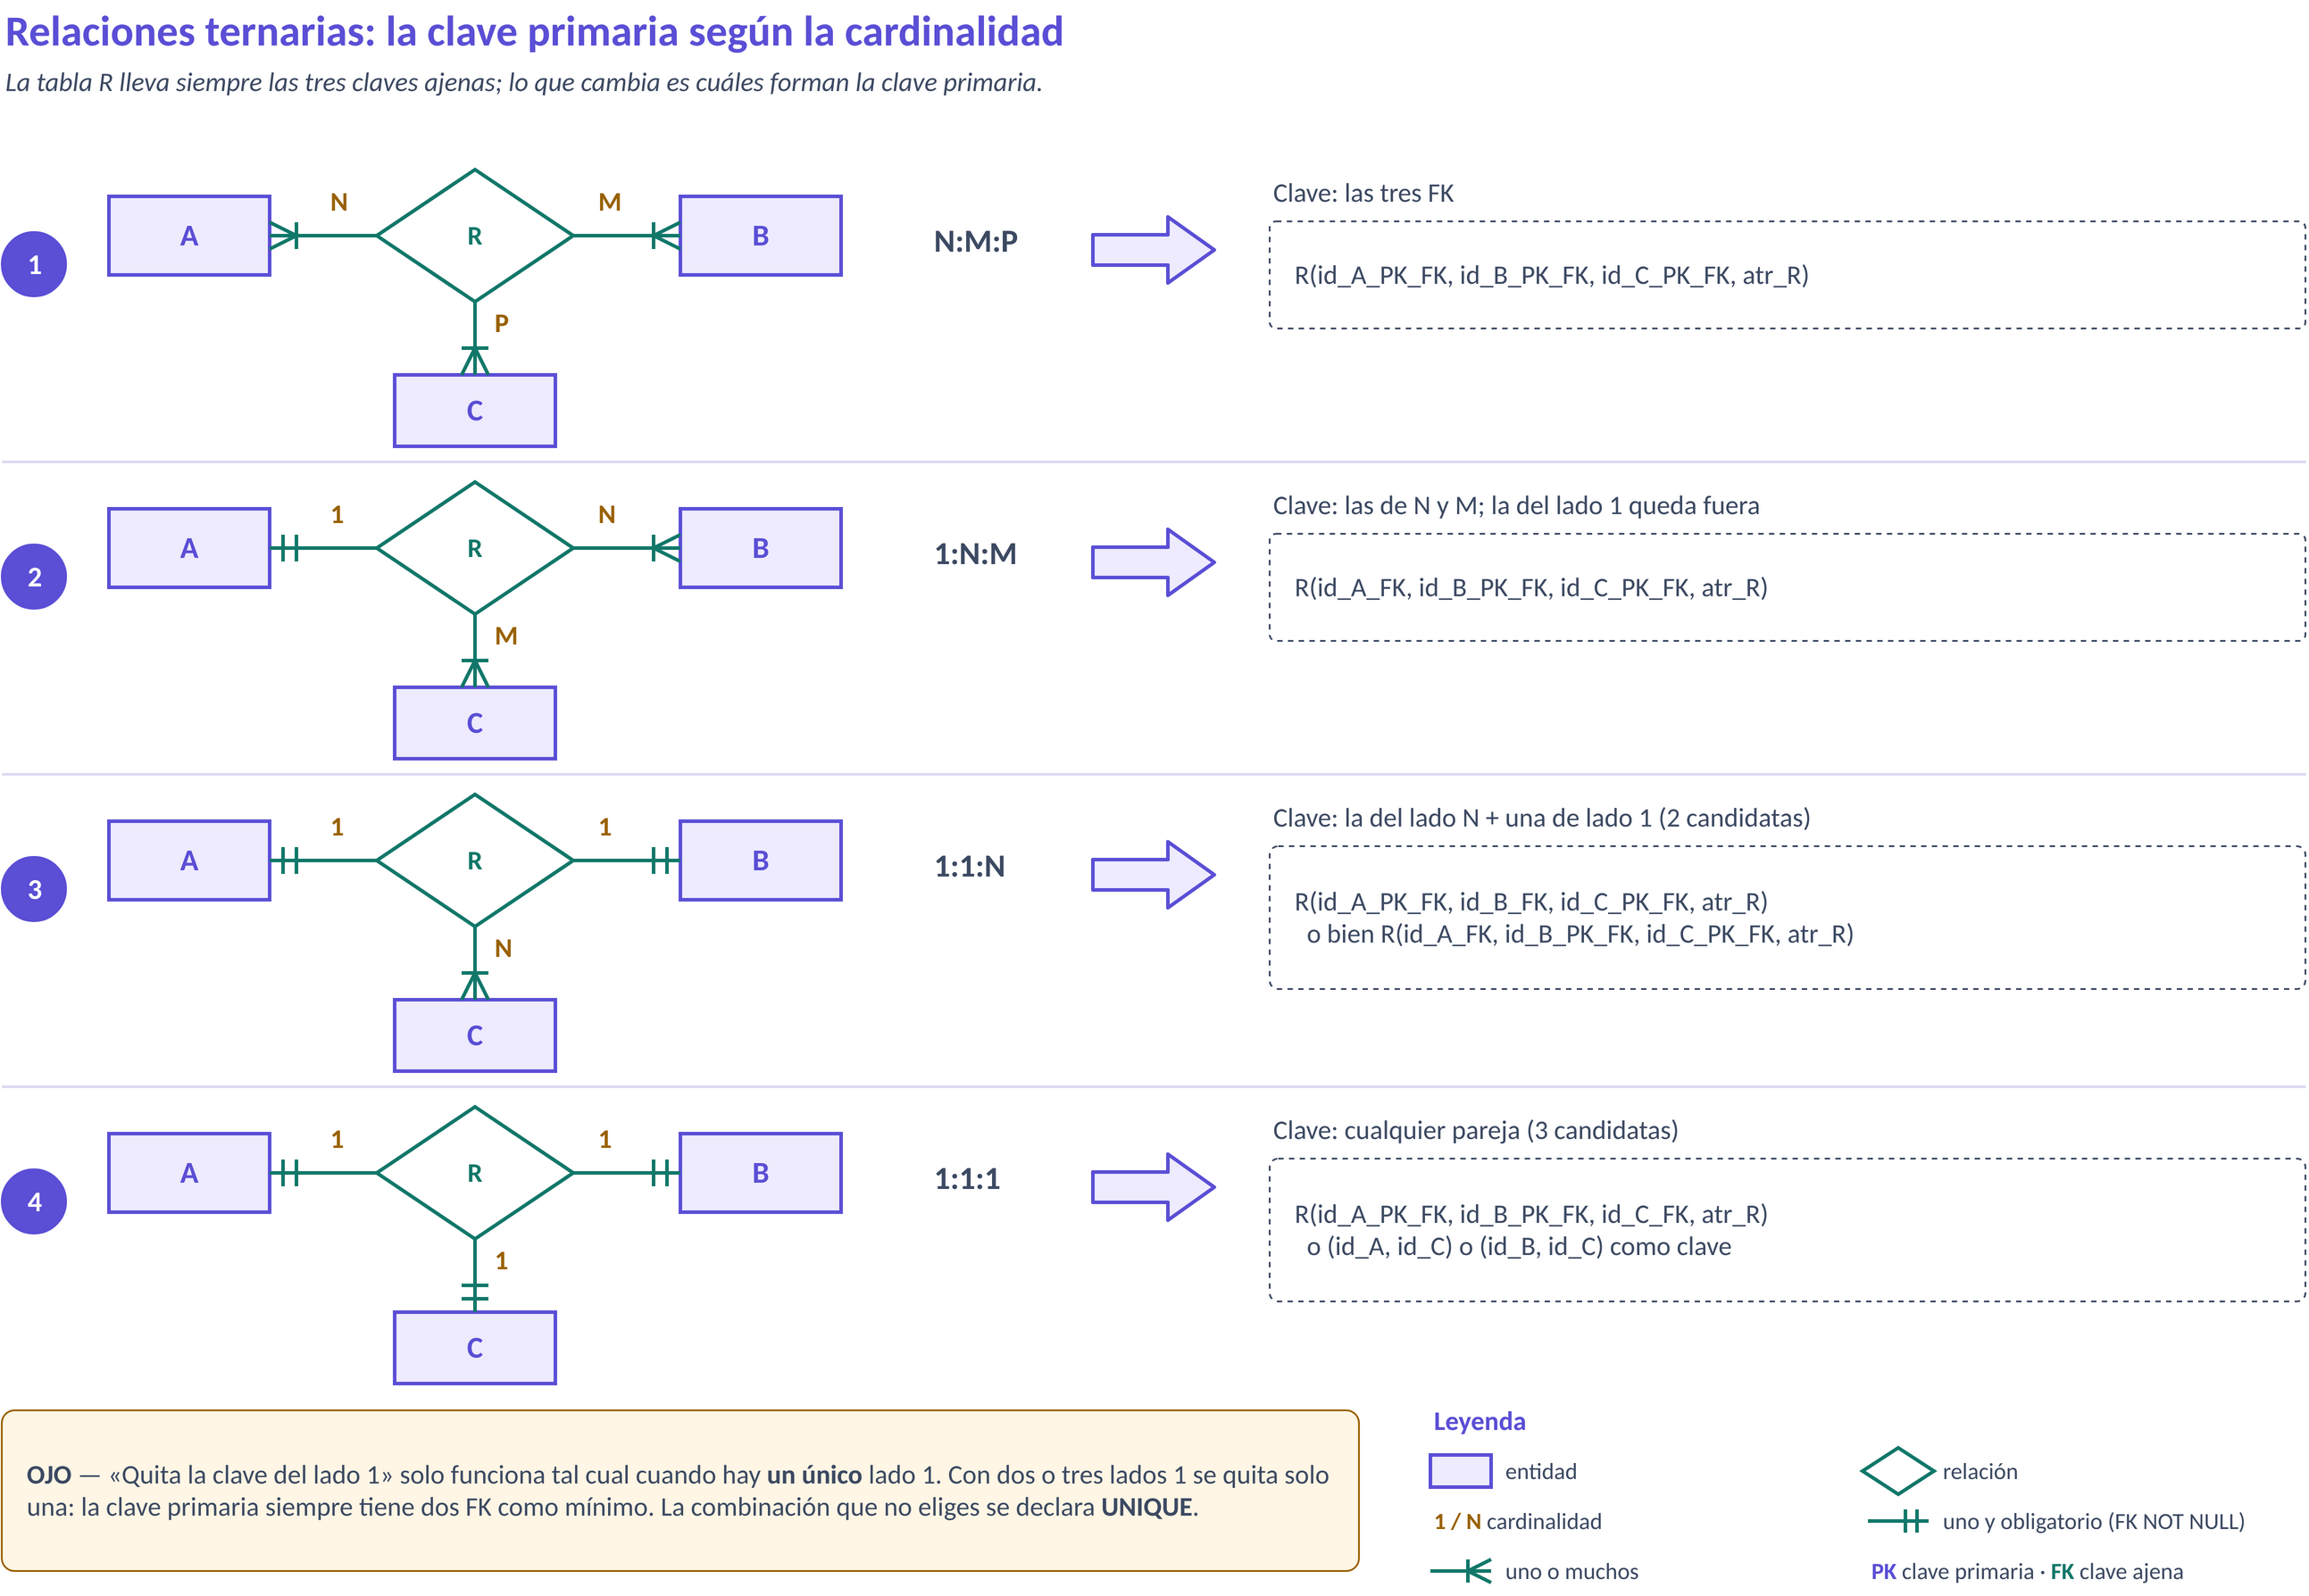 Relaciones ternarias: la clave primaria según la cardinalidad
La tabla R lleva siempre las tres claves ajenas; lo que cambia es cuáles forman la clave primaria.
1
A
N
R
M
B
P
C
N:M:P
Clave: las tres FK
R(id_A_PK_FK, id_B_PK_FK, id_C_PK_FK, atr_R)
2
A
1
R
N
B
M
C
1:N:M
Clave: las de N y M; la del lado 1 queda fuera
R(id_A_FK, id_B_PK_FK, id_C_PK_FK, atr_R)
3
A
1
R
1
B
N
C
1:1:N
Clave: la del lado N + una de lado 1 (2 candidatas)
R(id_A_PK_FK, id_B_FK, id_C_PK_FK, atr_R)
o bien R(id_A_FK, id_B_PK_FK, id_C_PK_FK, atr_R)
4
A
1
R
1
B
1
C
1:1:1
Clave: cualquier pareja (3 candidatas)
R(id_A_PK_FK, id_B_PK_FK, id_C_FK, atr_R)
o (id_A, id_C) o (id_B, id_C) como clave
OJO — «Quita la clave del lado 1» solo funciona tal cual cuando hay un único lado 1. Con dos o tres lados 1 se quita solo
una: la clave primaria siempre tiene dos FK como mínimo. La combinación que no eliges se declara UNIQUE.
Leyenda
entidad
relación
1 / N cardinalidad
uno y obligatorio (FK NOT NULL)
uno o muchos
PK clave primaria · FK clave ajena